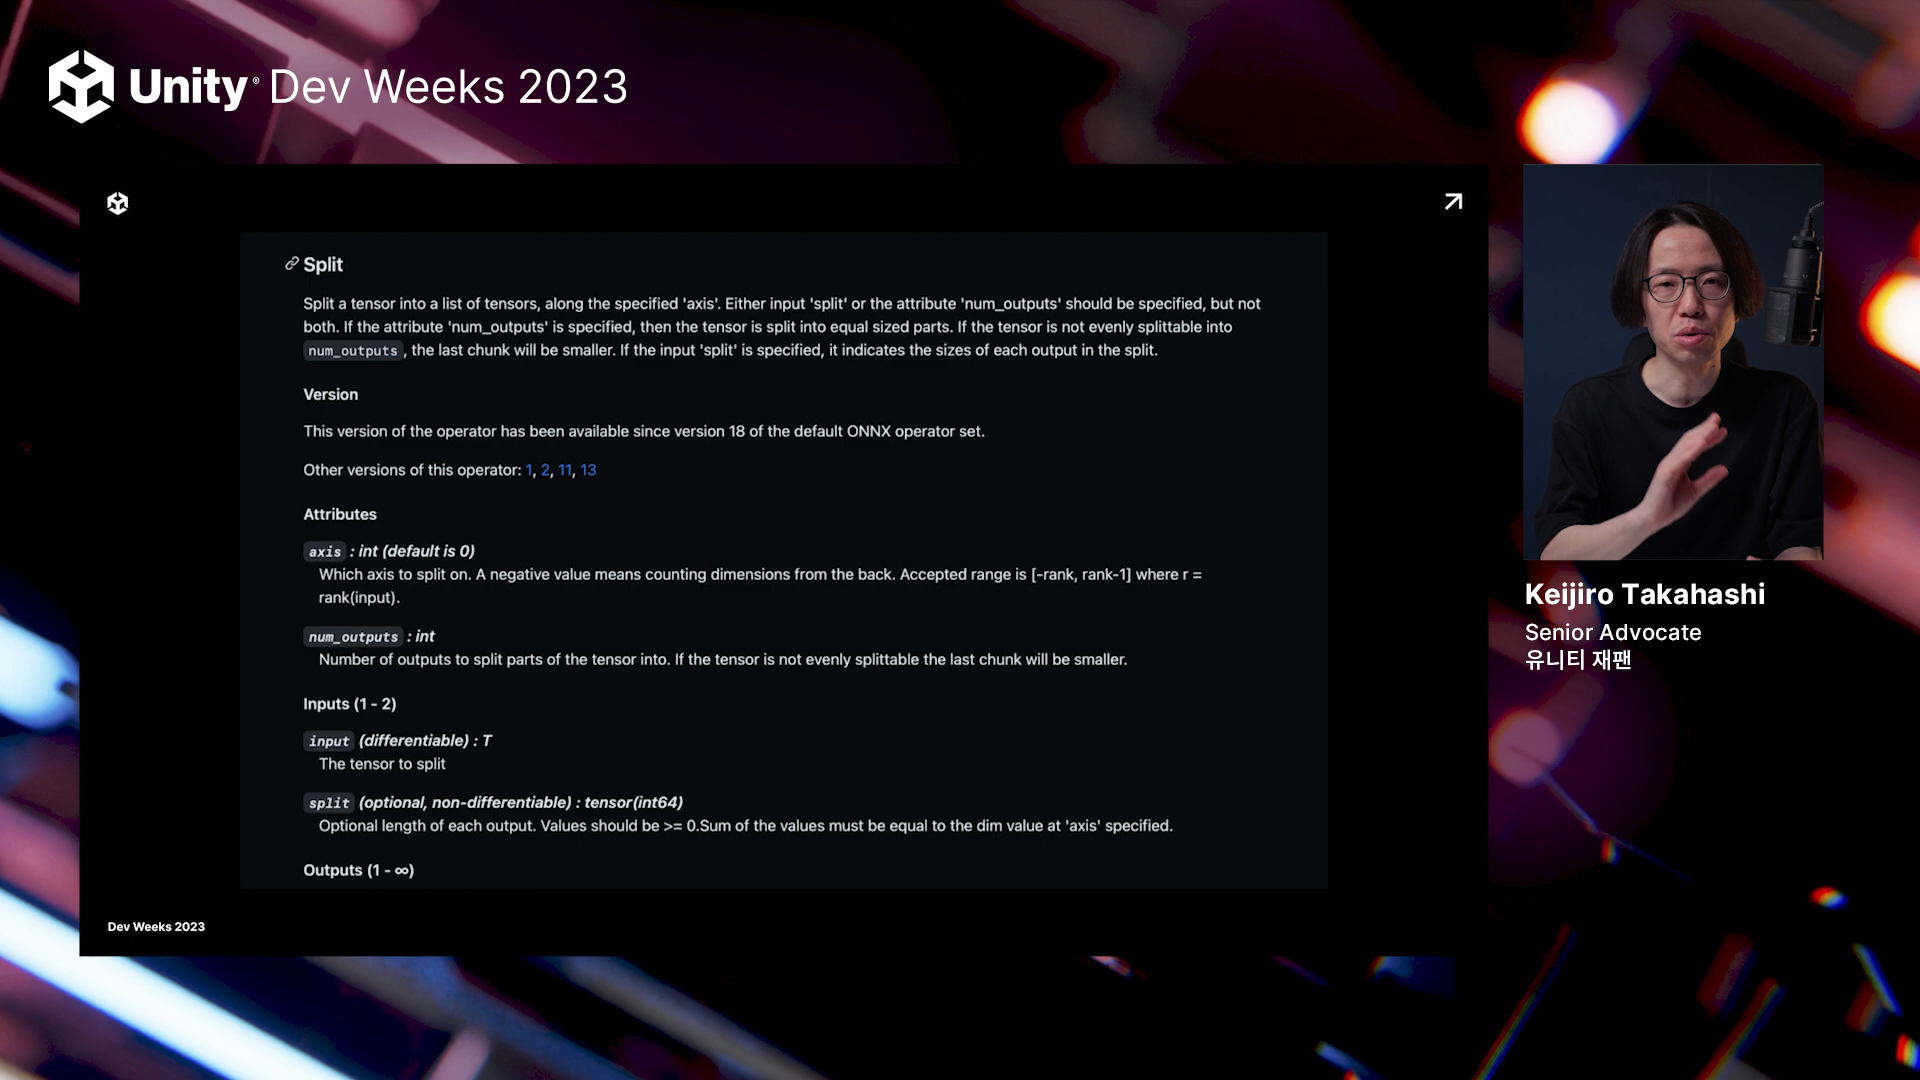 Unity® Dev Weeks 2023
Split
Split a tensor into a list of tensors, along the specified 'axis'. Either input 'split' or the attribute 'num_outputs' should be specified, but not
both. If the attribute 'num_outputs' is specified, then the tensor is split into equal sized parts. If the tensor is not evenly splittable into
num_outputs, the last chunk will be smaller. If the input 'split' is specified, it indicates the sizes of each output in the split.
Version
This version of the operator has been available since version 18 of the default ONNX operator set.
Other versions of this operator: 1, 2, 11, 13
Attributes
axis : int (default is 0)
Which axis to split on. A negative value means counting dimensions from the back. Accepted range is [-rank, rank-1] where r =
rank(input).
num_outputs : int
Number of outputs to split parts of the tensor into. If the tensor is not evenly splittable the last chunk will be smaller.
Inputs (1 - 2)
input (differentiable) : T
The tensor to split
split (optional, non-differentiable) : tensor(int64)
Optional length of each output. Values should be >= 0.Sum of the values must be equal to the dim value at 'axis' specified.
Outputs (1 - ∞)
Dev Weeks 2023
Keijiro Takahashi
Senior Advocate
유니티 재팬